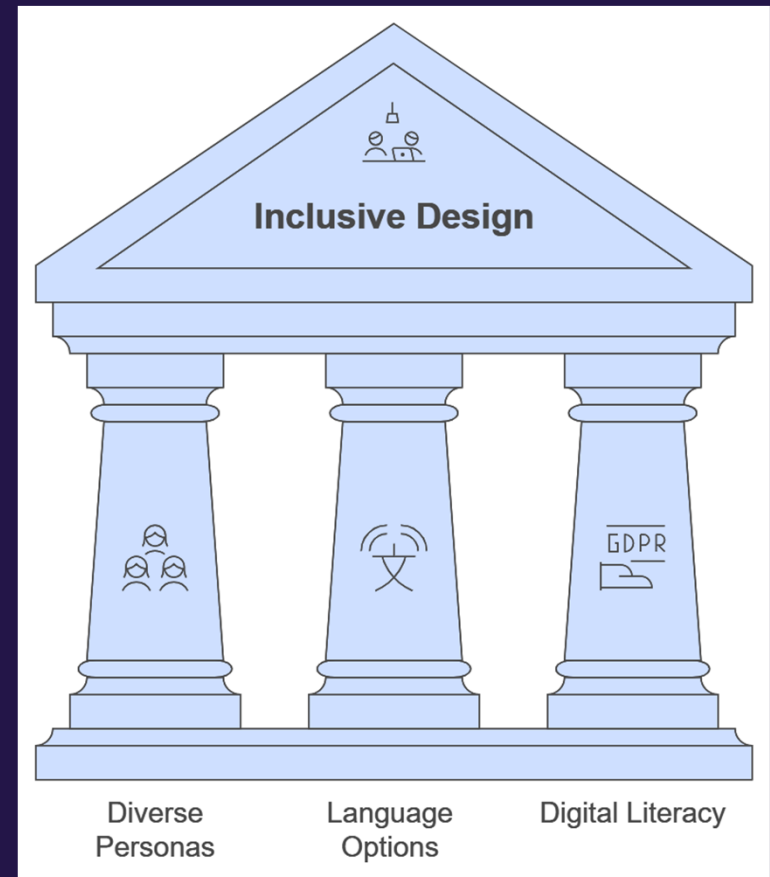 Inclusive Design
文
GDPR
Diverse
Personas
Language
Options
Digital Literacy